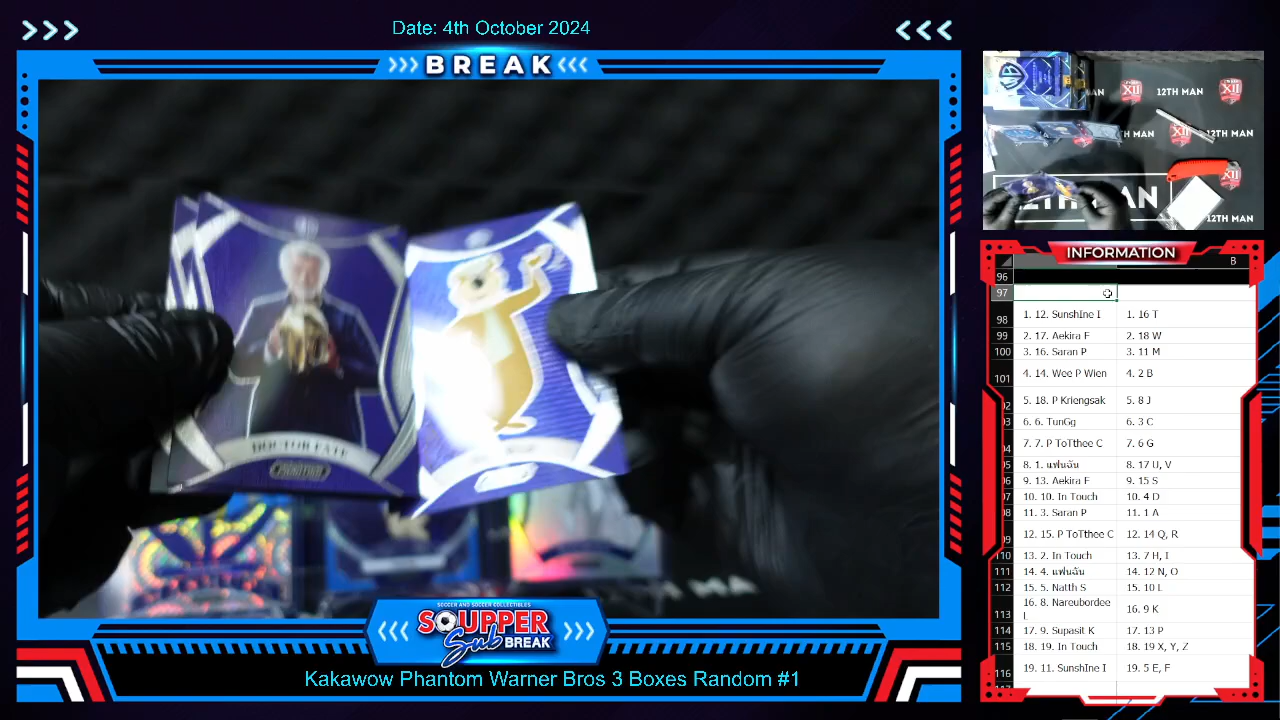 Date: 4th October 2024
BREAK
12TH MAN
XII
12TH MAN
12TH MAN
12TH MAN
DOCTOR FATE
PHANTOM
INFORMATION
B
96
97
98 1. 12. SunshIne I 1. 16 T
99 2. 17. Aekira F 2. 18 W
100 3. 16. Saran P 3. 11 M
101 4. 14. Wee P Wien 4. 2 B
5. 18. P Kriengsak 5. 8 J
6. 6. TunGg 6. 3 C
7. 7. P ToTthee C 7. 6 G
8. 1. แฟนฉัน 8. 17 U, V
9. 13. Aekira F 9. 15 S
10. 10. In Touch 10. 4 D
11. 3. Saran P 11. 1 A
12. 15. P ToTthee C 12. 14 Q, R
110 13. 2. In Touch 13. 7 H, I
111 14. 4. แฟนฉัน 14. 12 N, O
112 15. 5. Natth S 15. 10 L
113 16. 8. Nareubordee L 16. 9 K
114 17. 9. Supasit K 17. 13 P
115 18. 19. In Touch 18. 19 X, Y, Z
116 19. 11. SunshIne I 19. 5 E, F
SOCCER AND SOCCER COLLECTIBLES
SOUPPER
Sub BREAK
Kakawow Phantom Warner Bros 3 Boxes Random #1